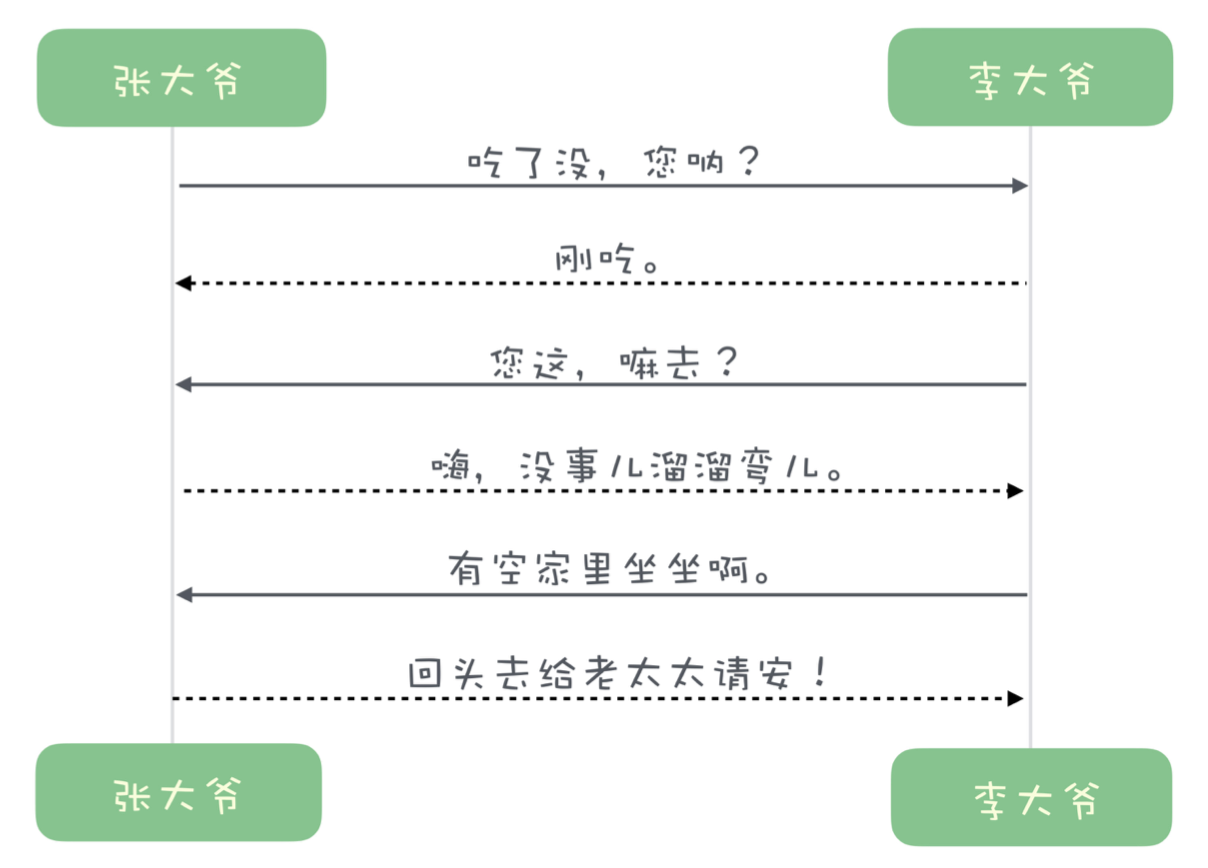 张大爷
李大爷
吃了没，您呐？
刚吃。
您这，嘛去？
嗨，没事儿溜溜弯儿。
有空家里坐坐啊。
回头去给老太太请安！
张大爷
李大爷